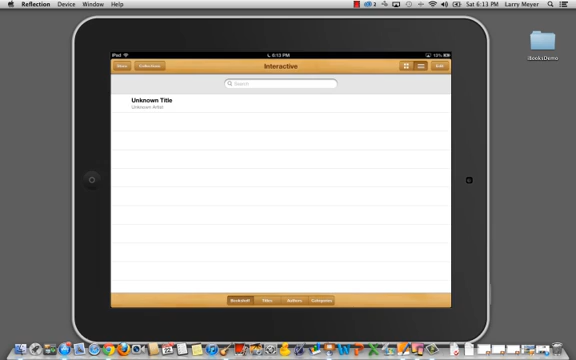 Reflection Device Window Help
2
Sat 6:13 PM Larry Meyer
iBooksDemo
iPad
6:13 PM
Store Collections Interactive Edit
Search
Unknown Title
Unknown Artist
Bookshelf Titles Authors Categories